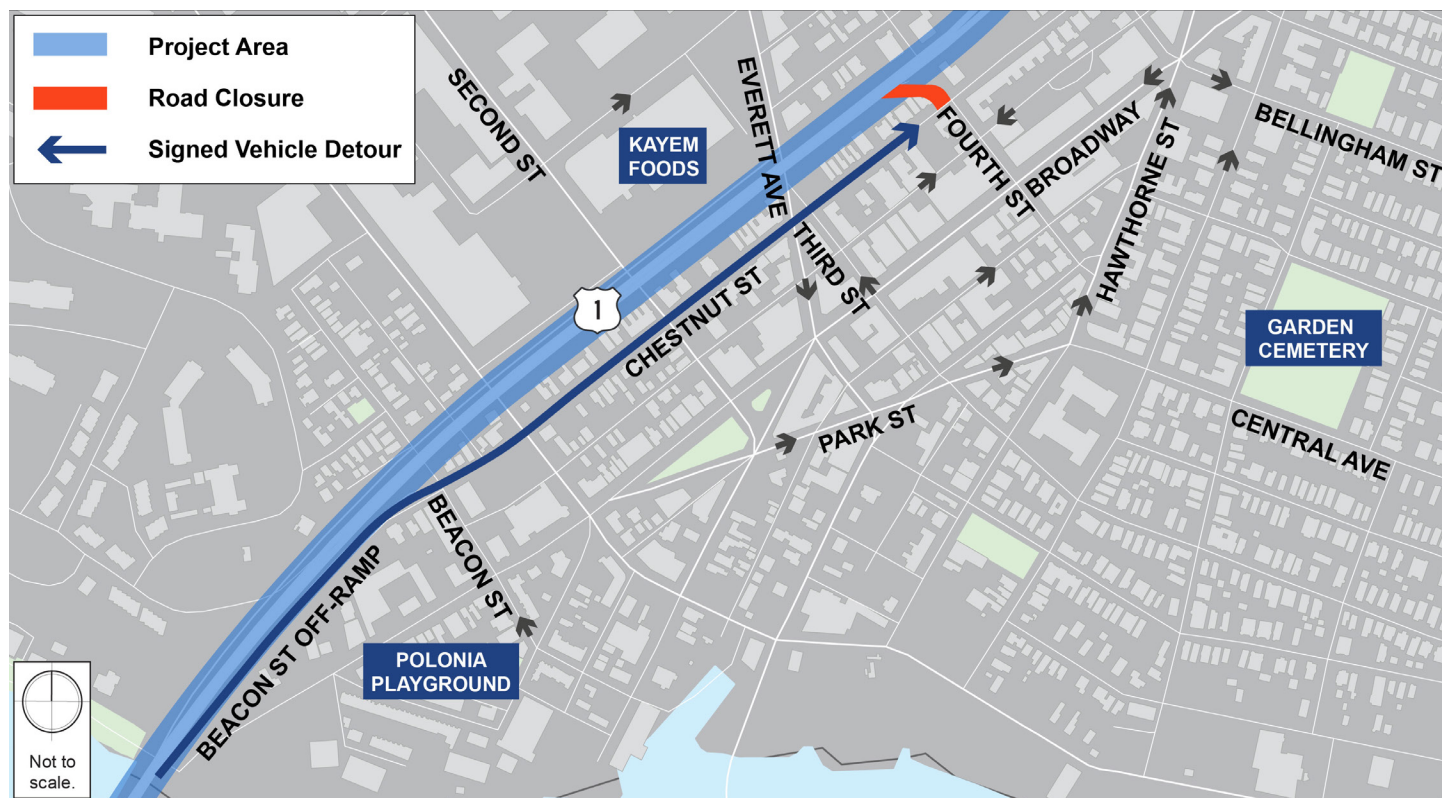 Project Area
Road Closure
Signed Vehicle Detour
SECOND ST
KAYEM
FOODS
EVERETT AVE
THIRD ST
FOURTH ST
BROADWAY
HAWTHORNE ST
BELLINGHAM ST
1
CHESTNUT ST
GARDEN
CEMETERY
CENTRAL AVE
PARK ST
BEACON ST
BEACON ST OFF-RAMP
POLONIA
PLAYGROUND
Not to
scale.